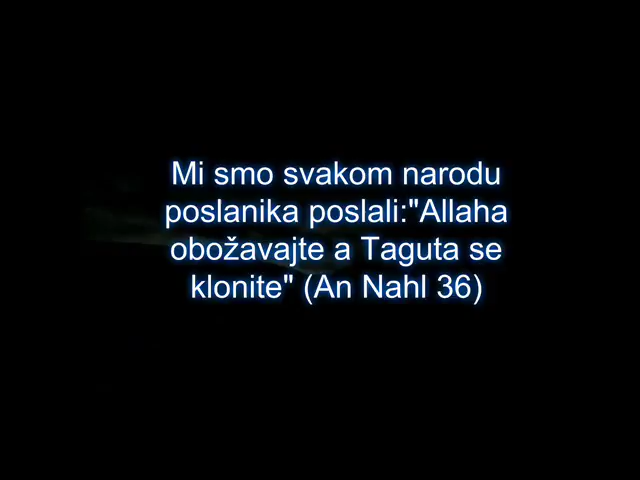 Mi smo svakom narodu
poslanika poslali:"Allaha
obožavajte a Taguta se
klonite" (An Nahl 36)